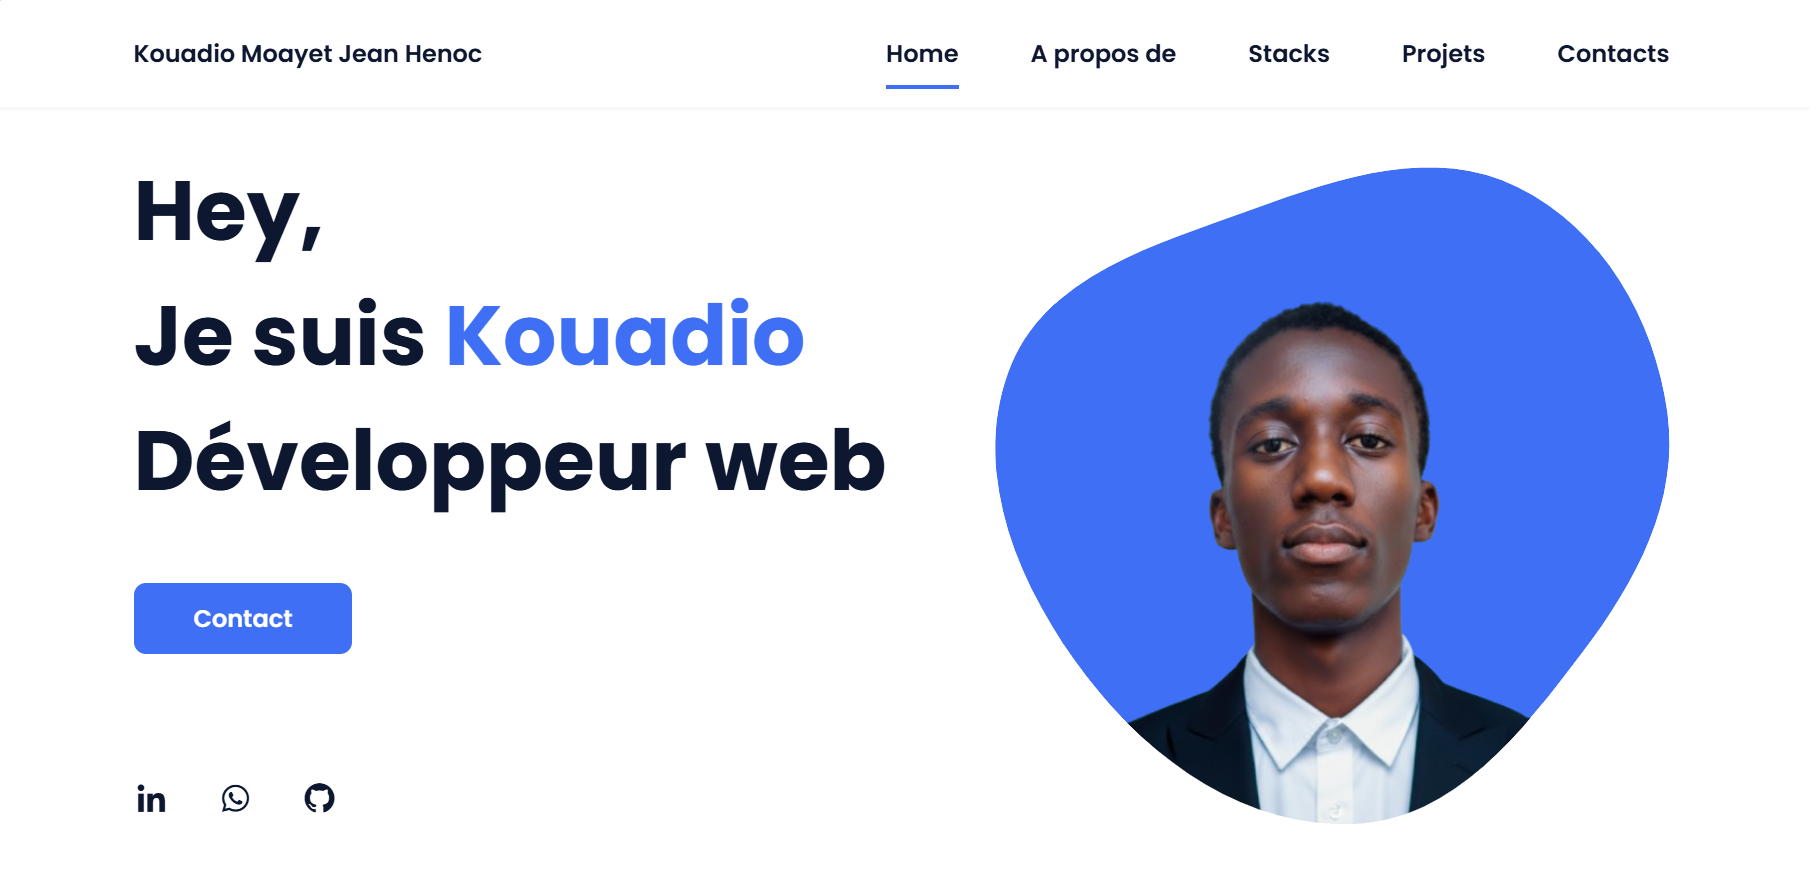 Kouadio Moayet Jean Henoc
Home
A propos de
Stacks
Projets
Contacts
Hey,
Je suis Kouadio
Développeur web
Contact
in